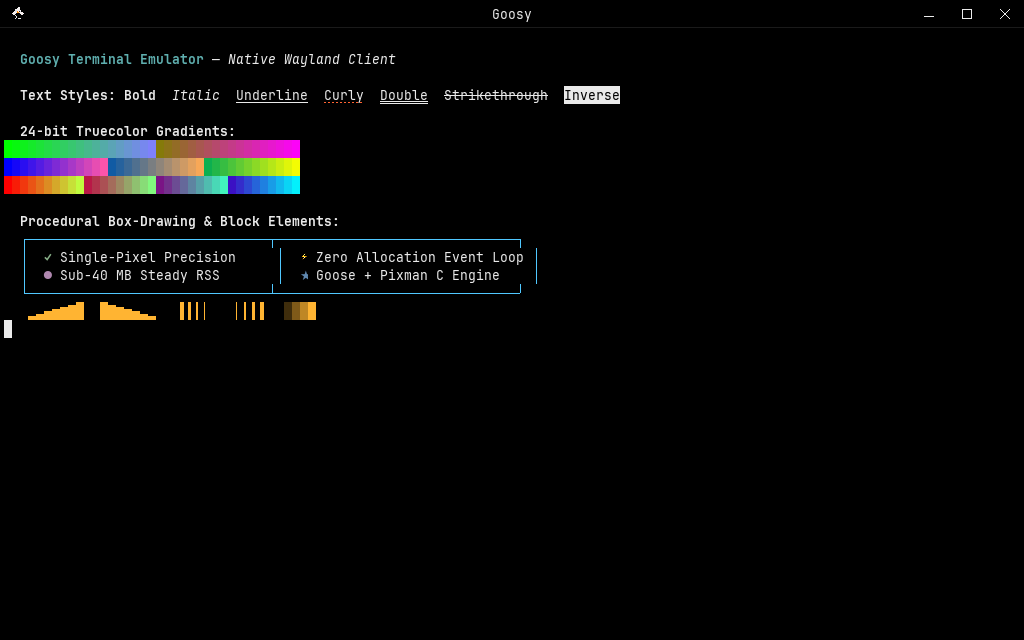 Goosy
Goosy Terminal Emulator — Native Wayland Client
Text Styles: Bold Italic Underline Curly Double Strikethrough Inverse
24-bit Truecolor Gradients:
Procedural Box-Drawing & Block Elements:
✓ Single-Pixel Precision ⚡ Zero Allocation Event Loop
● Sub-40 MB Steady RSS ★ Goose + Pixman C Engine